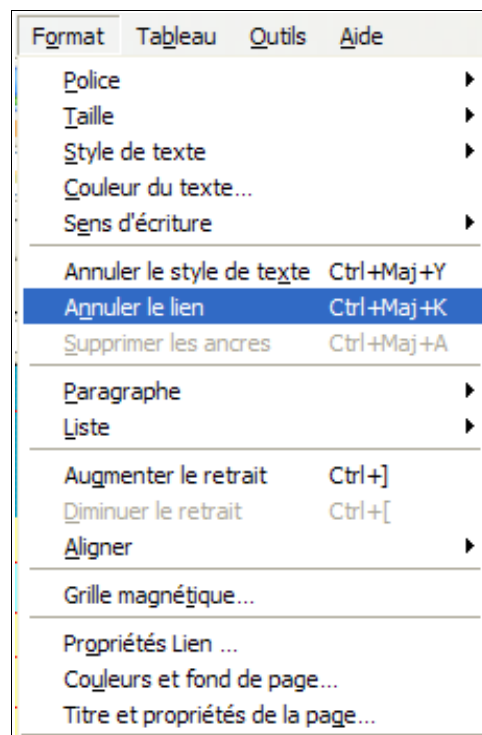 Format Tableau Outils Aide
Police
Taille
Style de texte
Couleur du texte...
Sens d'écriture
Annuler le style de texte Ctrl+Maj+Y
Annuler le lien Ctrl+Maj+K
Supprimer les ancres Ctrl+Maj+A
Paragraphe
Liste
Augmenter le retrait Ctrl+]
Diminuer le retrait Ctrl+[
Aligner
Grille magnétique...
Propriétés Lien ...
Couleurs et fond de page...
Titre et propriétés de la page...